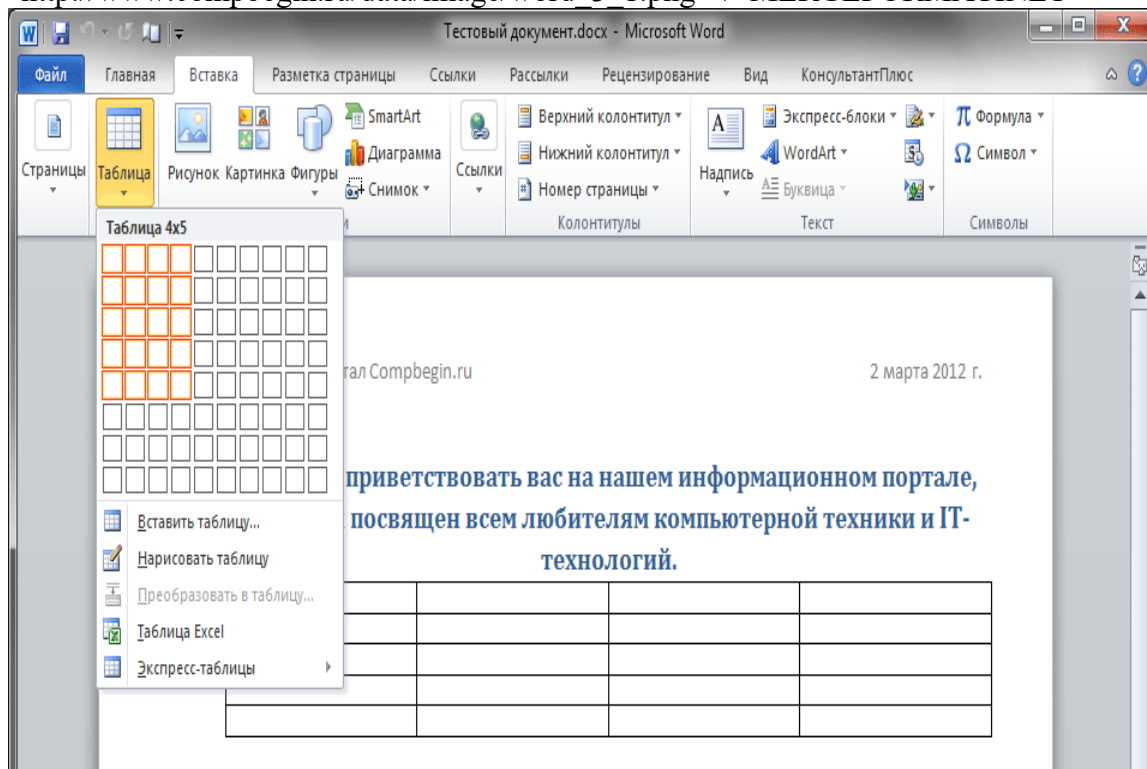 Тестовый документ.docx - Microsoft Word
Файл Главная Вставка Разметка страницы Ссылки Рассылки Рецензирование Вид КонсультантПлюс
Страницы
Таблица
Рисунок Картинка Фигуры
SmartArt
Диаграмма
Снимок
Ссылки
Верхний колонтитул
Нижний колонтитул
Номер страницы
Надпись
Экспресс-блоки
WordArt
Буквица
π Формула
Ω Символ
Колонтитулы Текст Символы
Таблица 4x5
Compbegin.ru 2 марта 2012 г.
приветствовать вас на нашем информационном портале,
посвящен всем любителям компьютерной техники и IT-
технологий.
Вставить таблицу...
Нарисовать таблицу
Преобразовать в таблицу...
Таблица Excel
Экспресс-таблицы